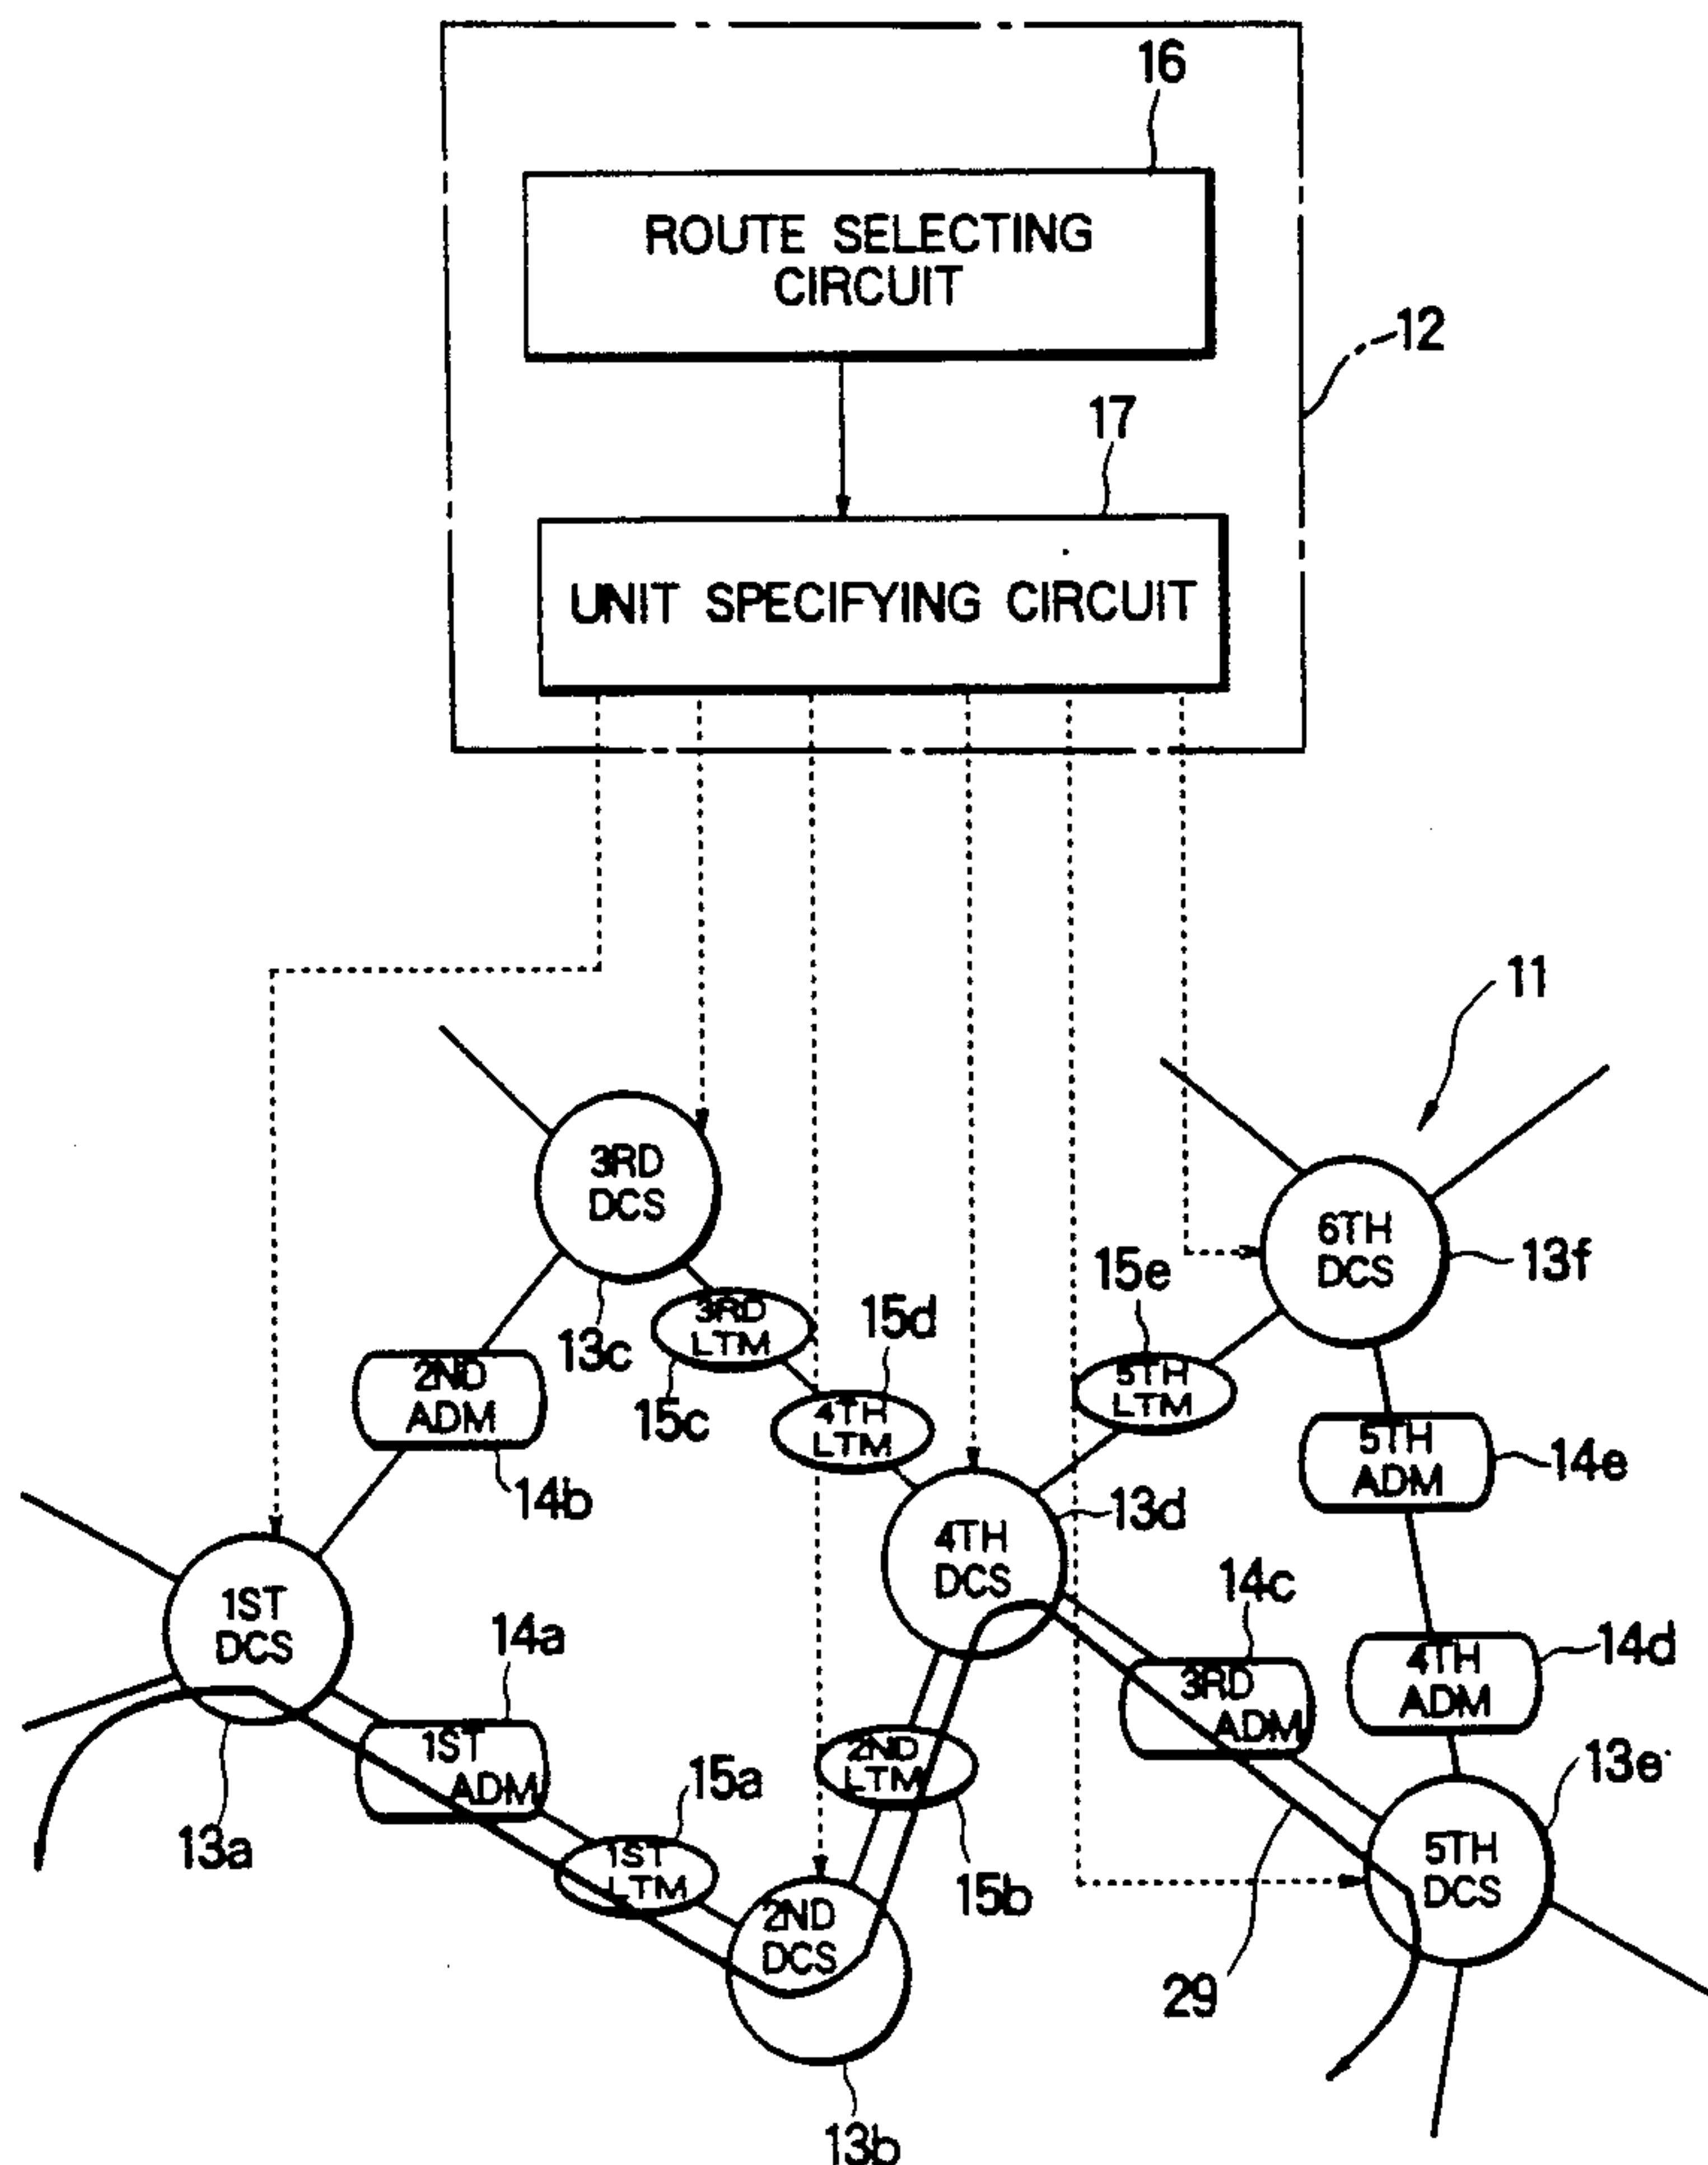 16
ROUTE SELECTING
CIRCUIT
12
17
UNIT SPECIFYING CIRCUIT
11
3RD
DCS
6TH
DCS
13f
15e
15d
13c
3RD
LTM
5TH
LTM
2ND
ADM
15c
4TH
LTM
5TH
ADM
14e
14b
13d
4TH
DCS
14c
1ST
DCS
14a
3RD
ADM
4TH
ADM
14d
1ST
ADM
15a
2ND
LTM
13e
13a
1ST
LTM
15b
5TH
DCS
2ND
DCS
29
13b